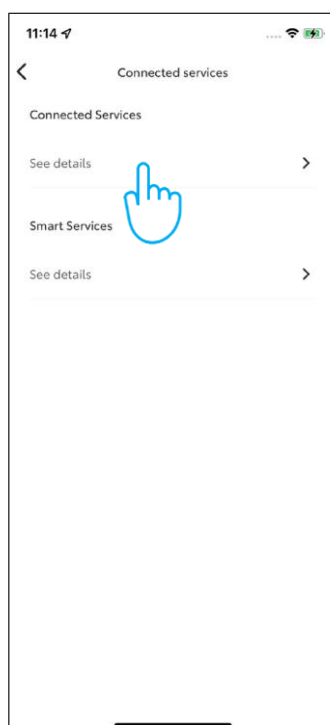 11:14
Connected services
Connected Services
See details
Smart Services
See details